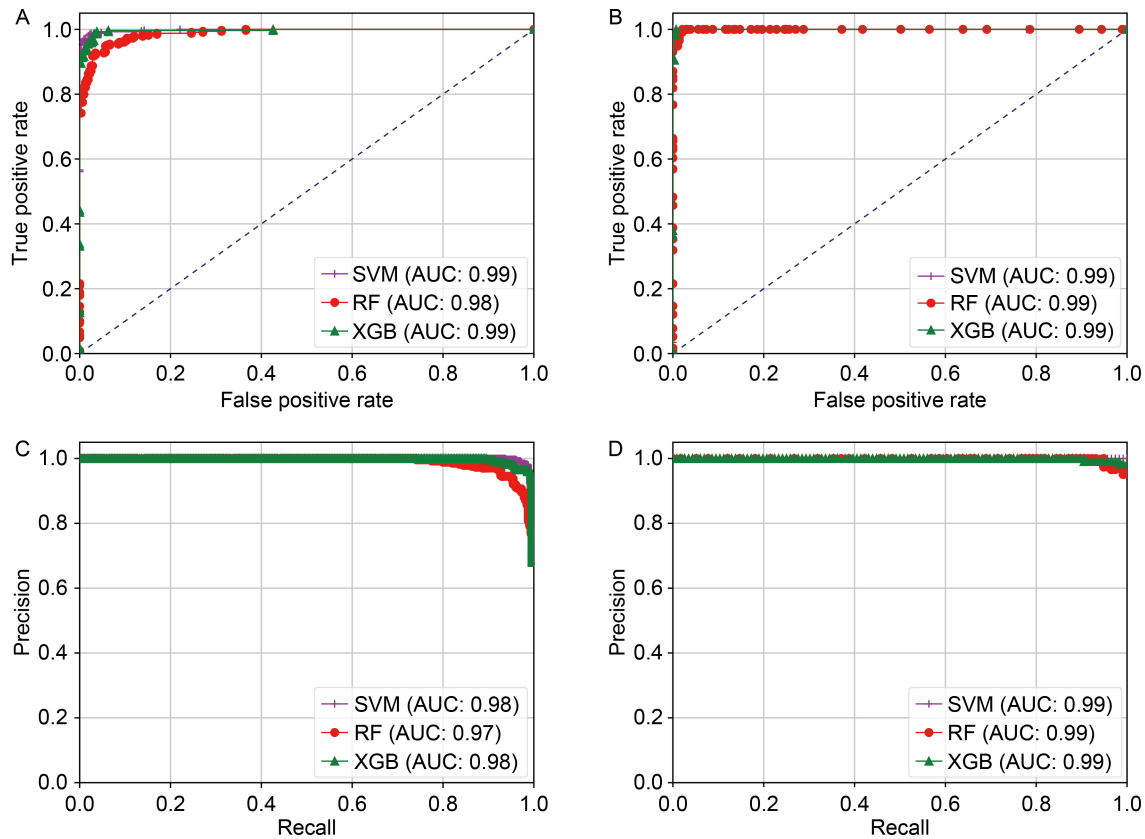 A
True positive rate
1.0
0.8
0.6
0.4
0.2
0.0
SVM (AUC: 0.99)
RF (AUC: 0.98)
XGB (AUC: 0.99)
0.0 0.2 0.4 0.6 0.8 1.0
False positive rate
B
True positive rate
1.0
0.8
0.6
0.4
0.2
0.0
SVM (AUC: 0.99)
RF (AUC: 0.99)
XGB (AUC: 0.99)
0.0 0.2 0.4 0.6 0.8 1.0
False positive rate
C
Precision
1.0
0.8
0.6
0.4
0.2
0.0
SVM (AUC: 0.98)
RF (AUC: 0.97)
XGB (AUC: 0.98)
0.0 0.2 0.4 0.6 0.8 1.0
Recall
D
Precision
1.0
0.8
0.6
0.4
0.2
0.0
SVM (AUC: 0.99)
RF (AUC: 0.99)
XGB (AUC: 0.99)
0.0 0.2 0.4 0.6 0.8 1.0
Recall